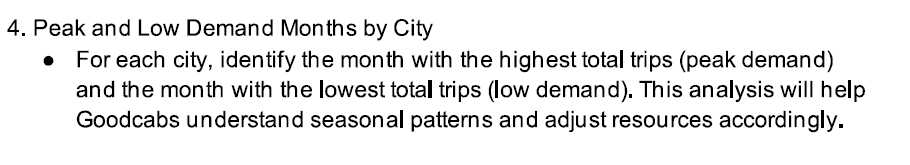 4. Peak and Low Demand Months by City
● For each city, identify the month with the highest total trips (peak demand)
and the month with the lowest total trips (low demand). This analysis will help
Goodcabs understand seasonal patterns and adjust resources accordingly.